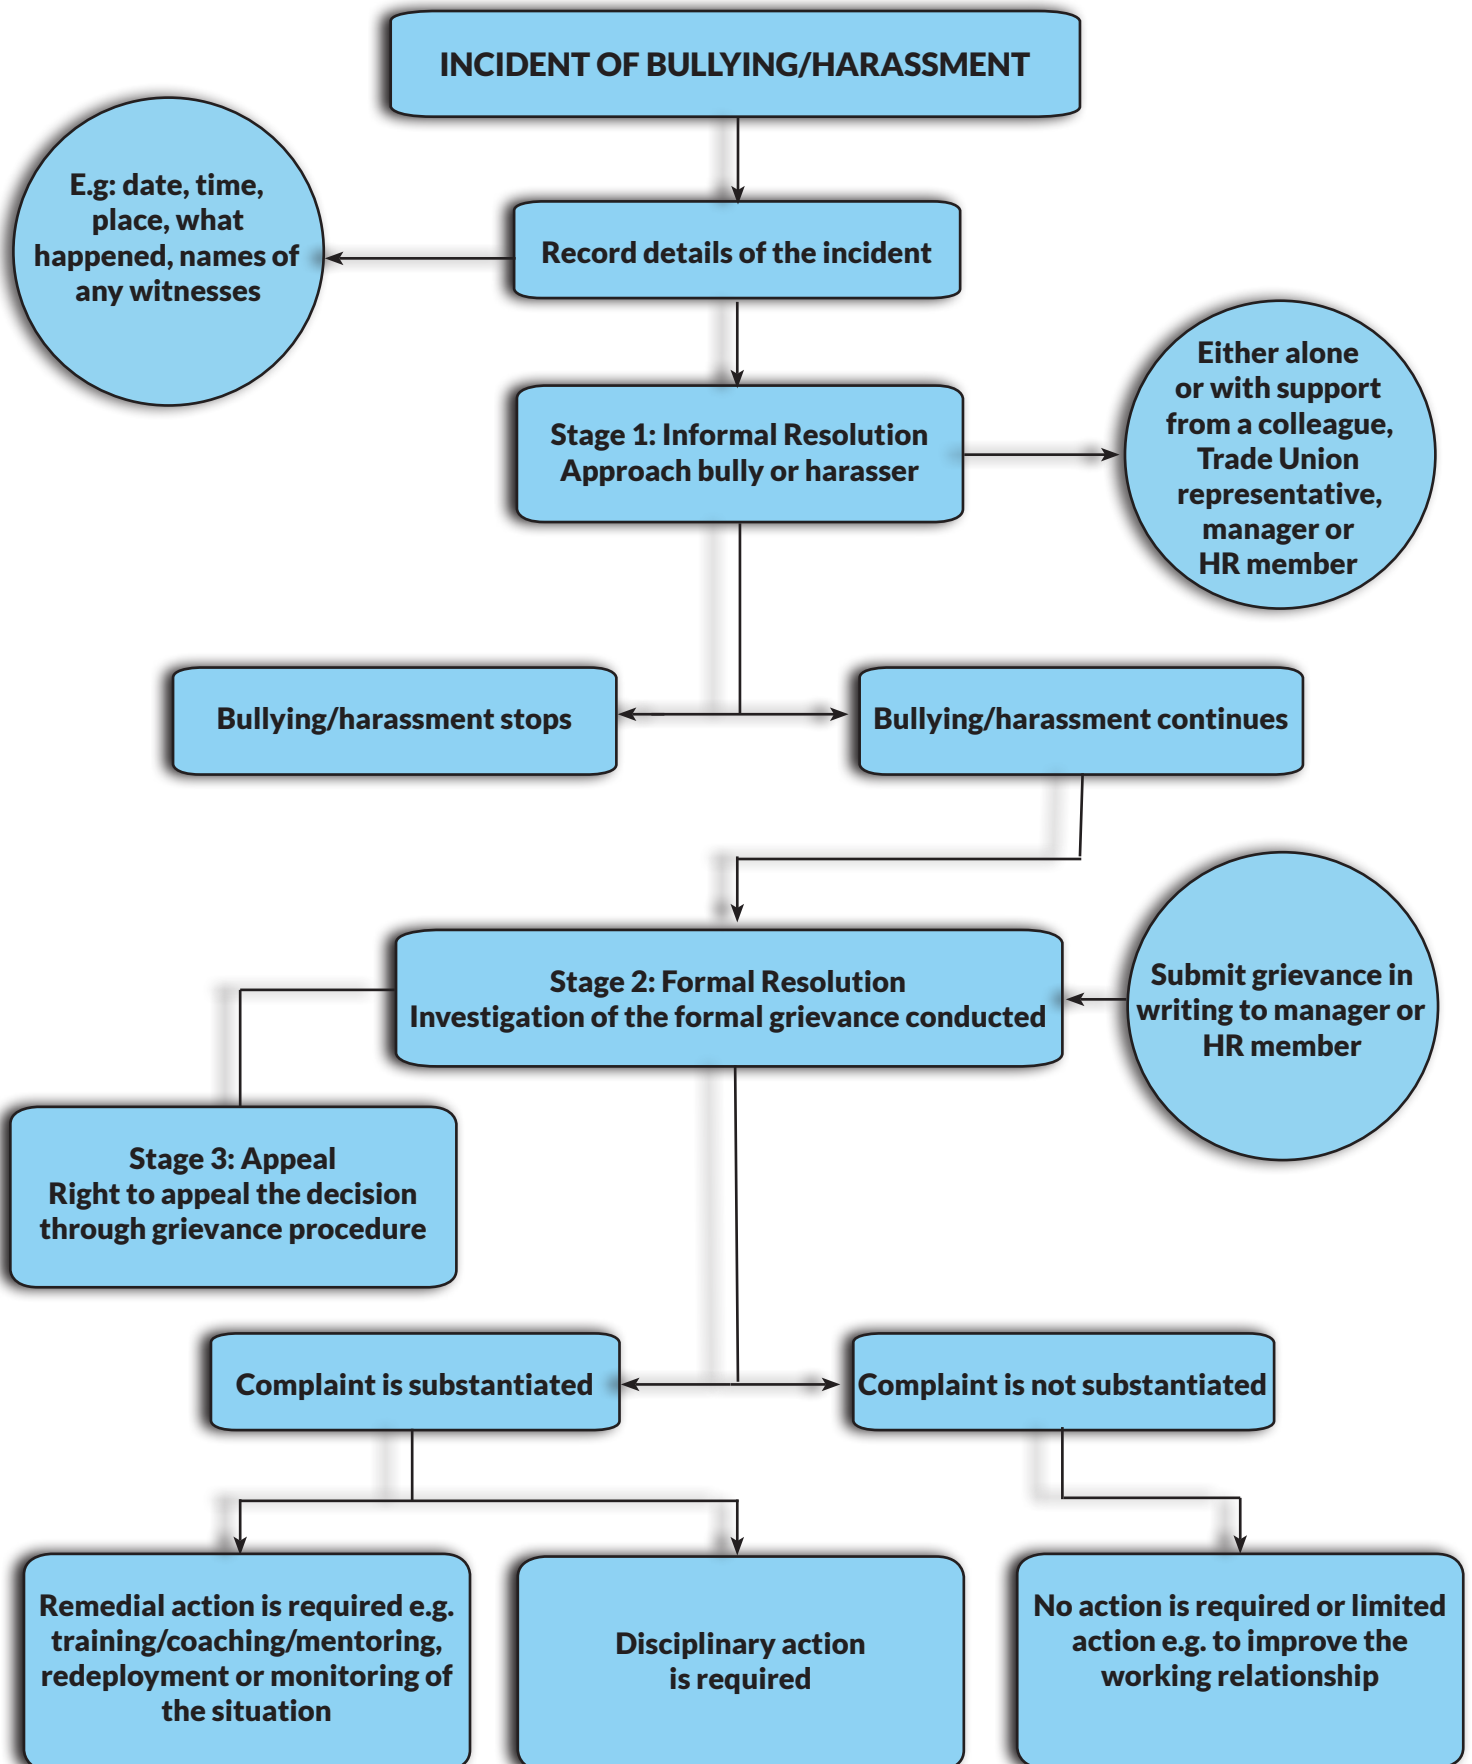 INCIDENT OF BULLYING/HARASSMENT
E.g: date, time,
place, what
happened, names of
any witnesses
Record details of the incident
Either alone
or with support
from a colleague,
Trade Union
representative,
manager or
HR member
Stage 1: Informal Resolution
Approach bully or harasser
Bullying/harassment stops
Bullying/harassment continues
Stage 2: Formal Resolution
Investigation of the formal grievance conducted
Submit grievance in
writing to manager or
HR member
Stage 3: Appeal
Right to appeal the decision
through grievance procedure
Complaint is substantiated
Complaint is not substantiated
Remedial action is required e.g.
training/coaching/mentoring,
redeployment or monitoring of
the situation
Disciplinary action
is required
No action is required or limited
action e.g. to improve the
working relationship